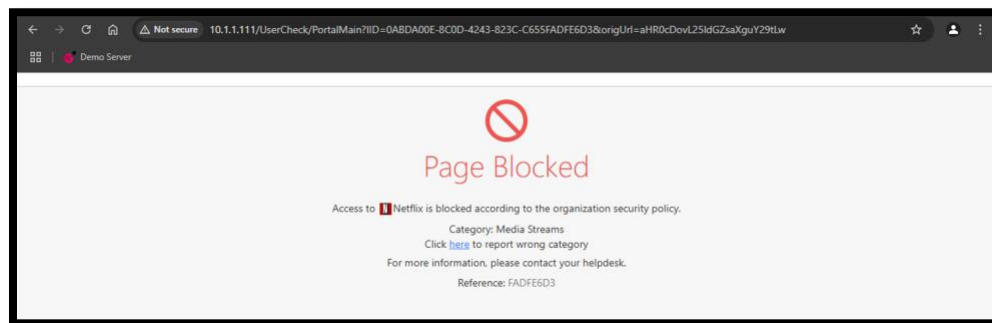 Not secure 10.1.1.111/UserCheck/PortalMain?IID=0ABDA00E-8C0D-4243-823C-C655FADFE6D3&origUrl=aHR0cDovL25ldGZsaXguY29tLw
Demo Server
Page Blocked
Access to Netflix is blocked according to the organization security policy.
Category: Media Streams
Click here to report wrong category
For more information, please contact your helpdesk.
Reference: FADFE6D3